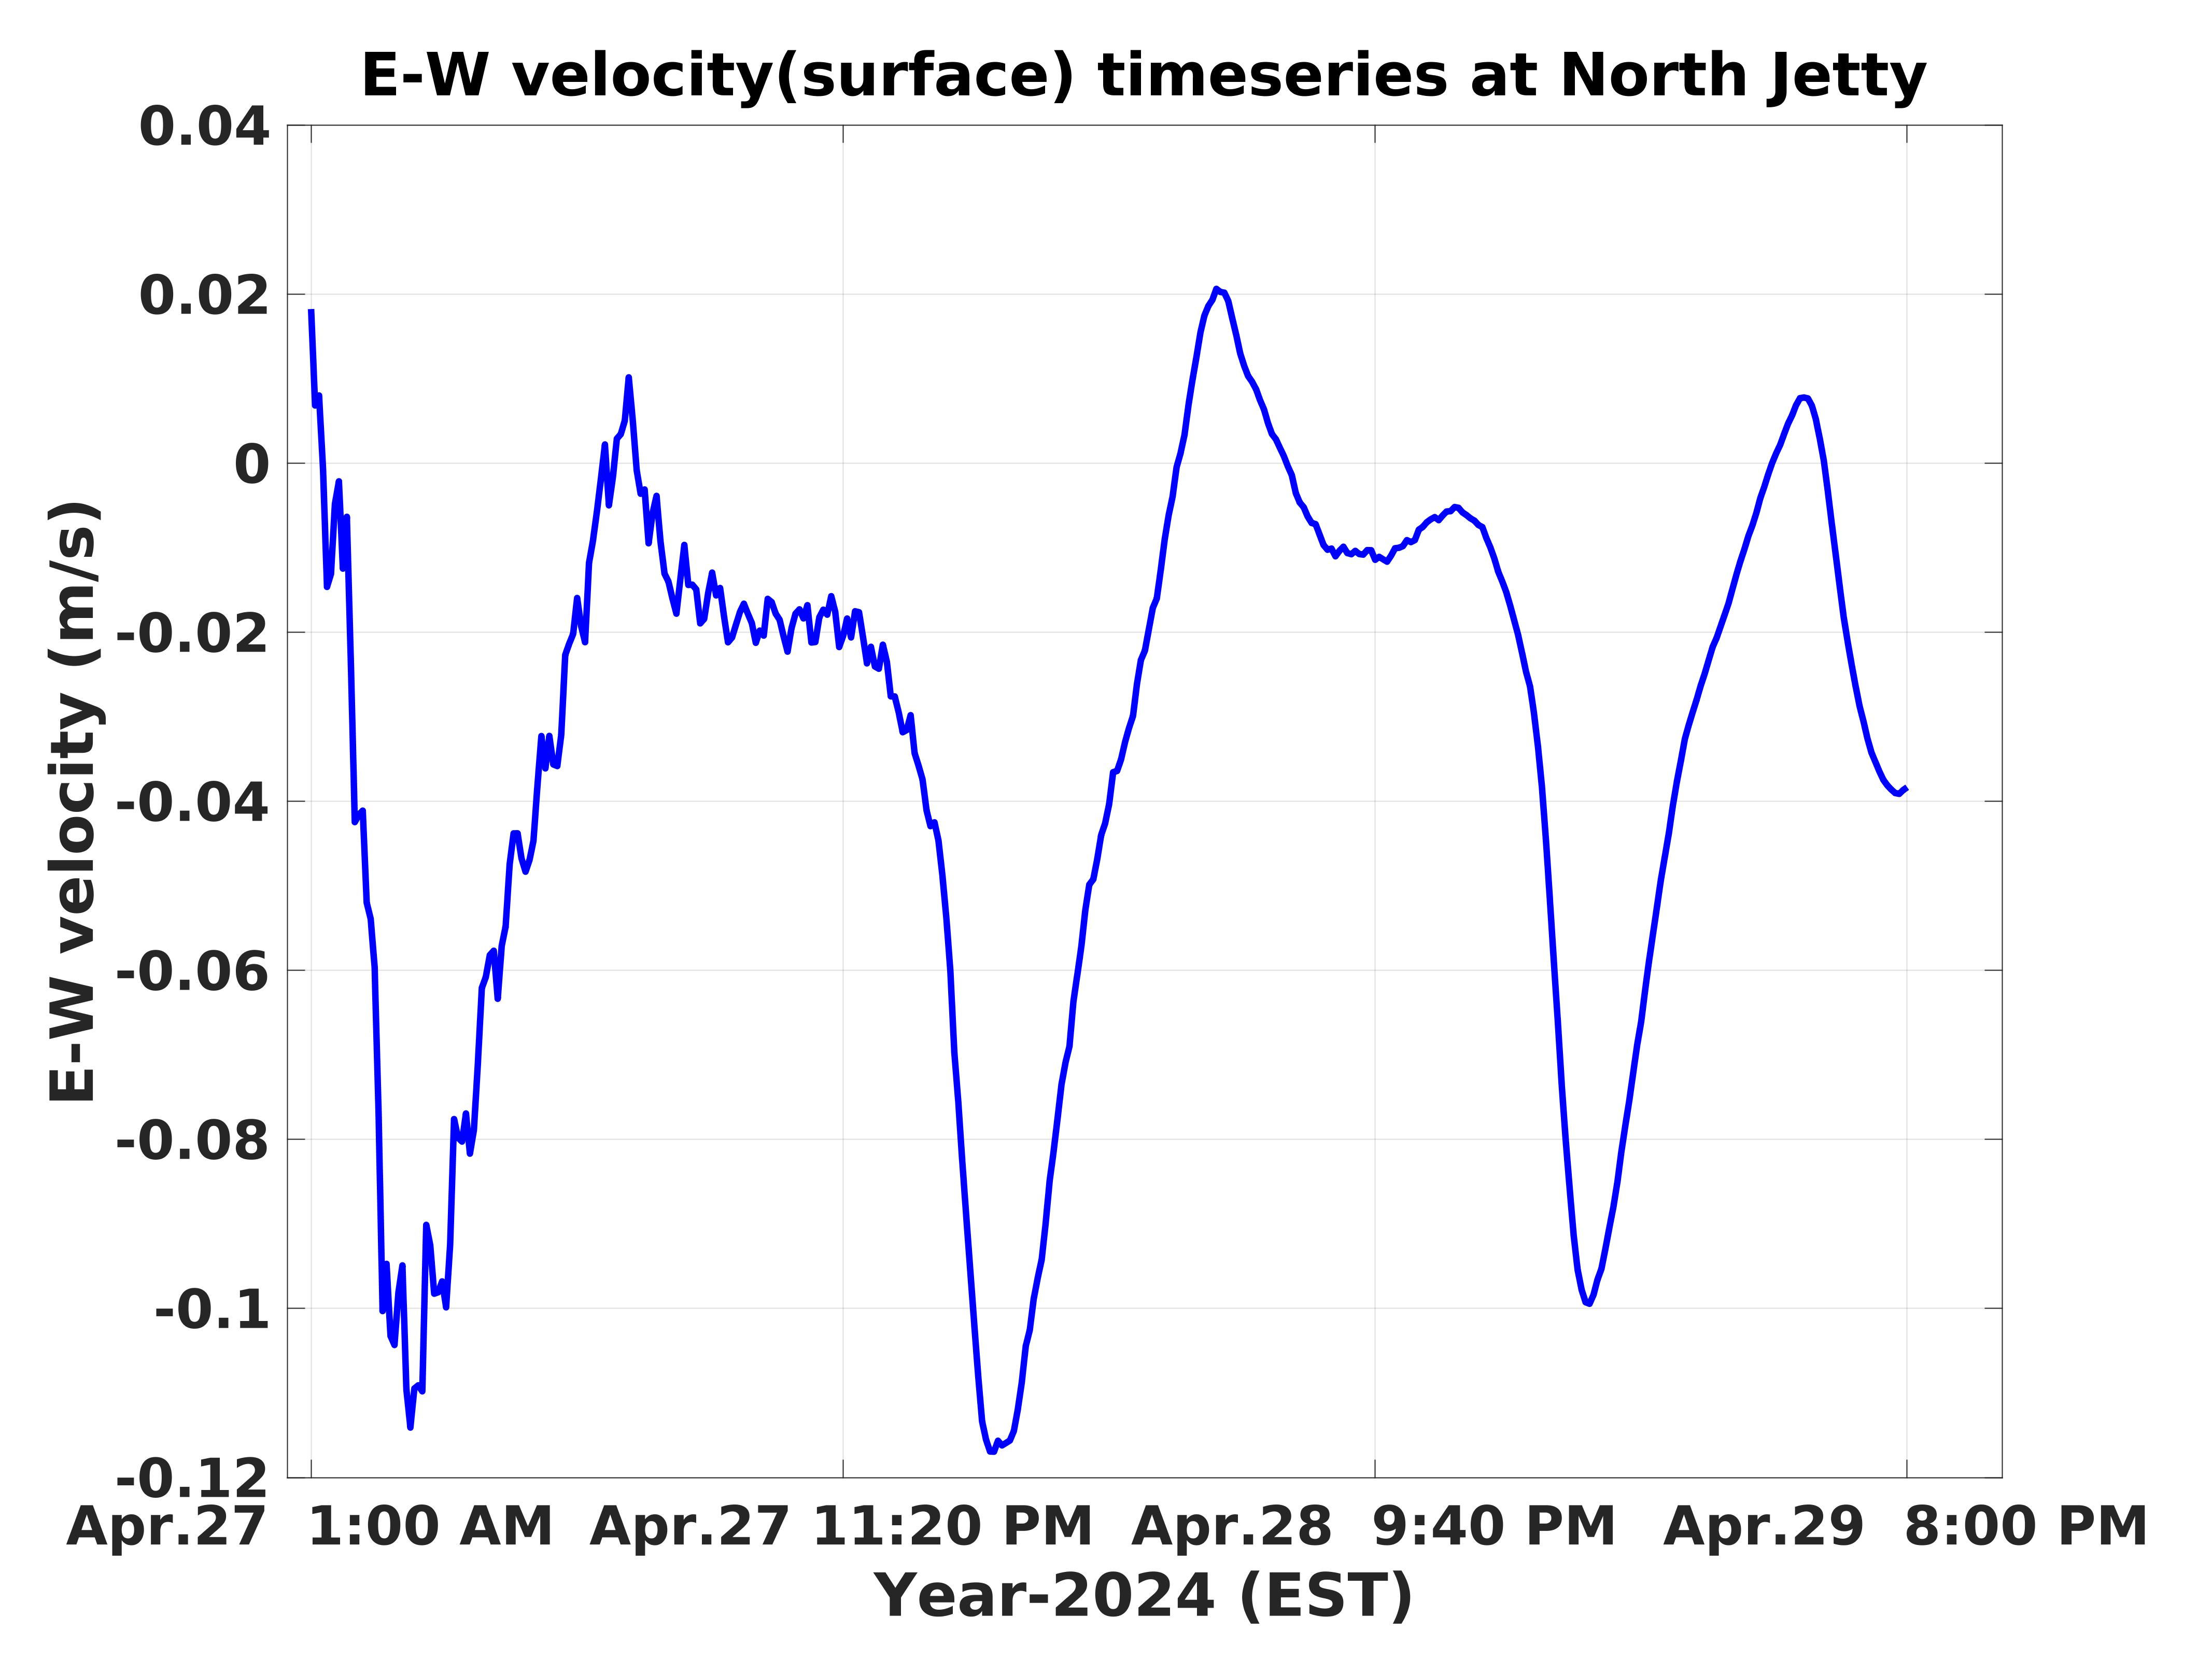 E-W velocity(surface) timeseries at North Jetty
E-W velocity (m/s)
0.04
0.02
0
-0.02
-0.04
-0.06
-0.08
-0.1
-0.12
Apr.27 1:00 AM Apr.27 11:20 PM Apr.28 9:40 PM Apr.29 8:00 PM
Year-2024 (EST)